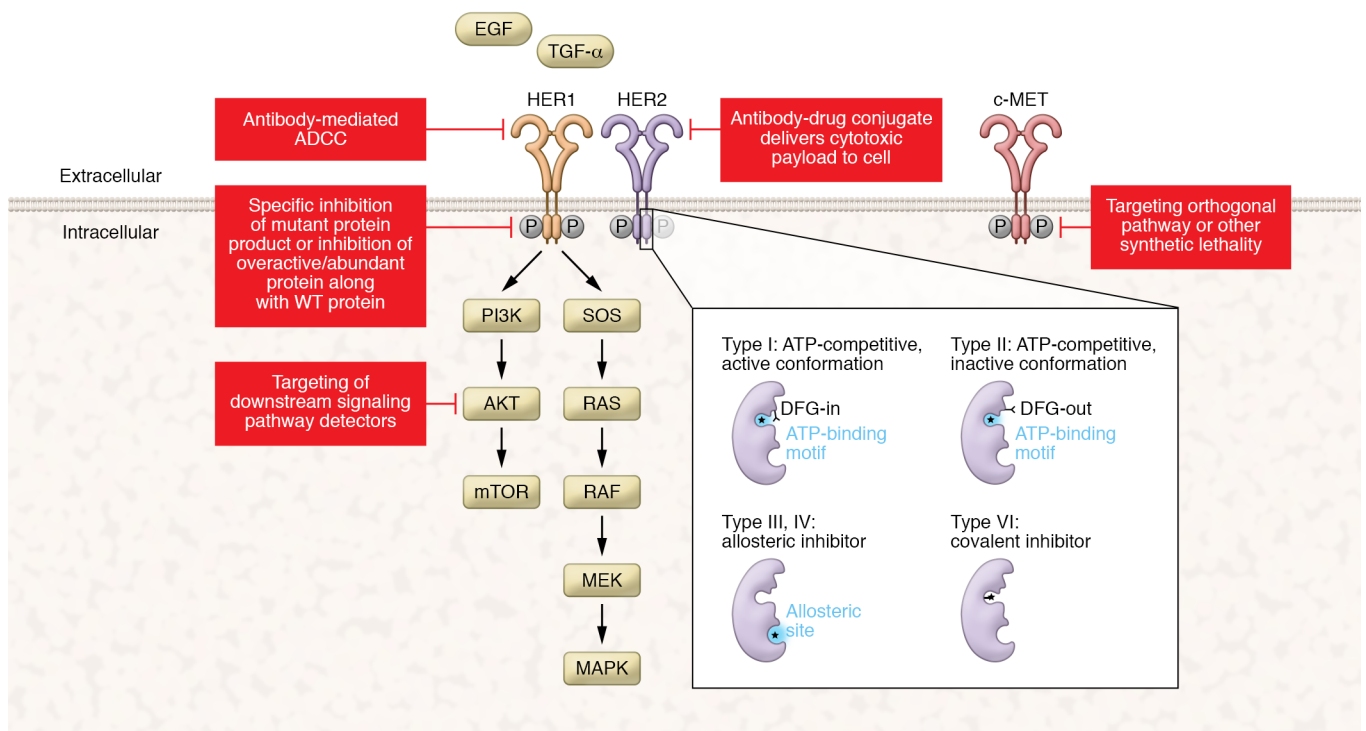 EGF
TGF-α
HER1
HER2
c-MET
Antibody-mediated
ADCC
Antibody-drug conjugate
delivers cytotoxic
payload to cell
Extracellular
Intracellular
Specific inhibition
of mutant protein
product or inhibition of
overactive/abundant
protein along
with WT protein
P
P
P
P
P
P
Targeting orthogonal
pathway or other
synthetic lethality
PI3K
SOS
Targeting of
downstream signaling
pathway detectors
AKT
RAS
mTOR
RAF
MEK
MAPK
Type I: ATP-competitive,
active conformation
DFG-in
ATP-binding
motif
Type II: ATP-competitive,
inactive conformation
DFG-out
ATP-binding
motif
Type III, IV:
allosteric inhibitor
Allosteric
site
Type VI:
covalent inhibitor